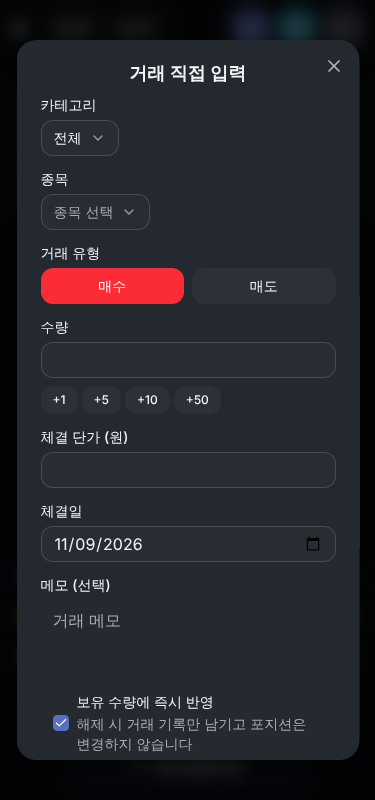 거래 직접 입력
카테고리
전체
종목
종목 선택
거래 유형
매수
매도
수량
+1
+5
+10
+50
체결 단가 (원)
체결일
11/09/2026
메모 (선택)
거래 메모
보유 수량에 즉시 반영
해제 시 거래 기록만 남기고 포지션은
변경하지 않습니다